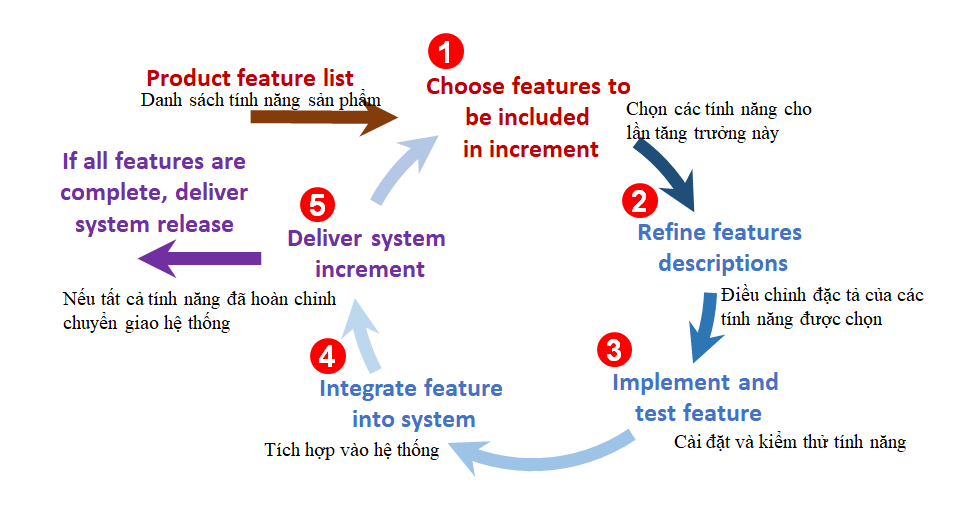 Product feature list
Danh sách tính năng sản phẩm
1
Choose features to
be included
in increment
Chọn các tính năng cho
lần tăng trưởng này
2
Refine features
descriptions
Điều chỉnh đặc tả của các
tính năng được chọn
3
Implement and
test feature
Cài đặt và kiểm thử tính năng
4
Integrate feature
into system
Tích hợp vào hệ thống
5
Deliver system
increment
If all features are
complete, deliver
system release
Nếu tất cả tính năng đã hoàn chỉnh
chuyển giao hệ thống